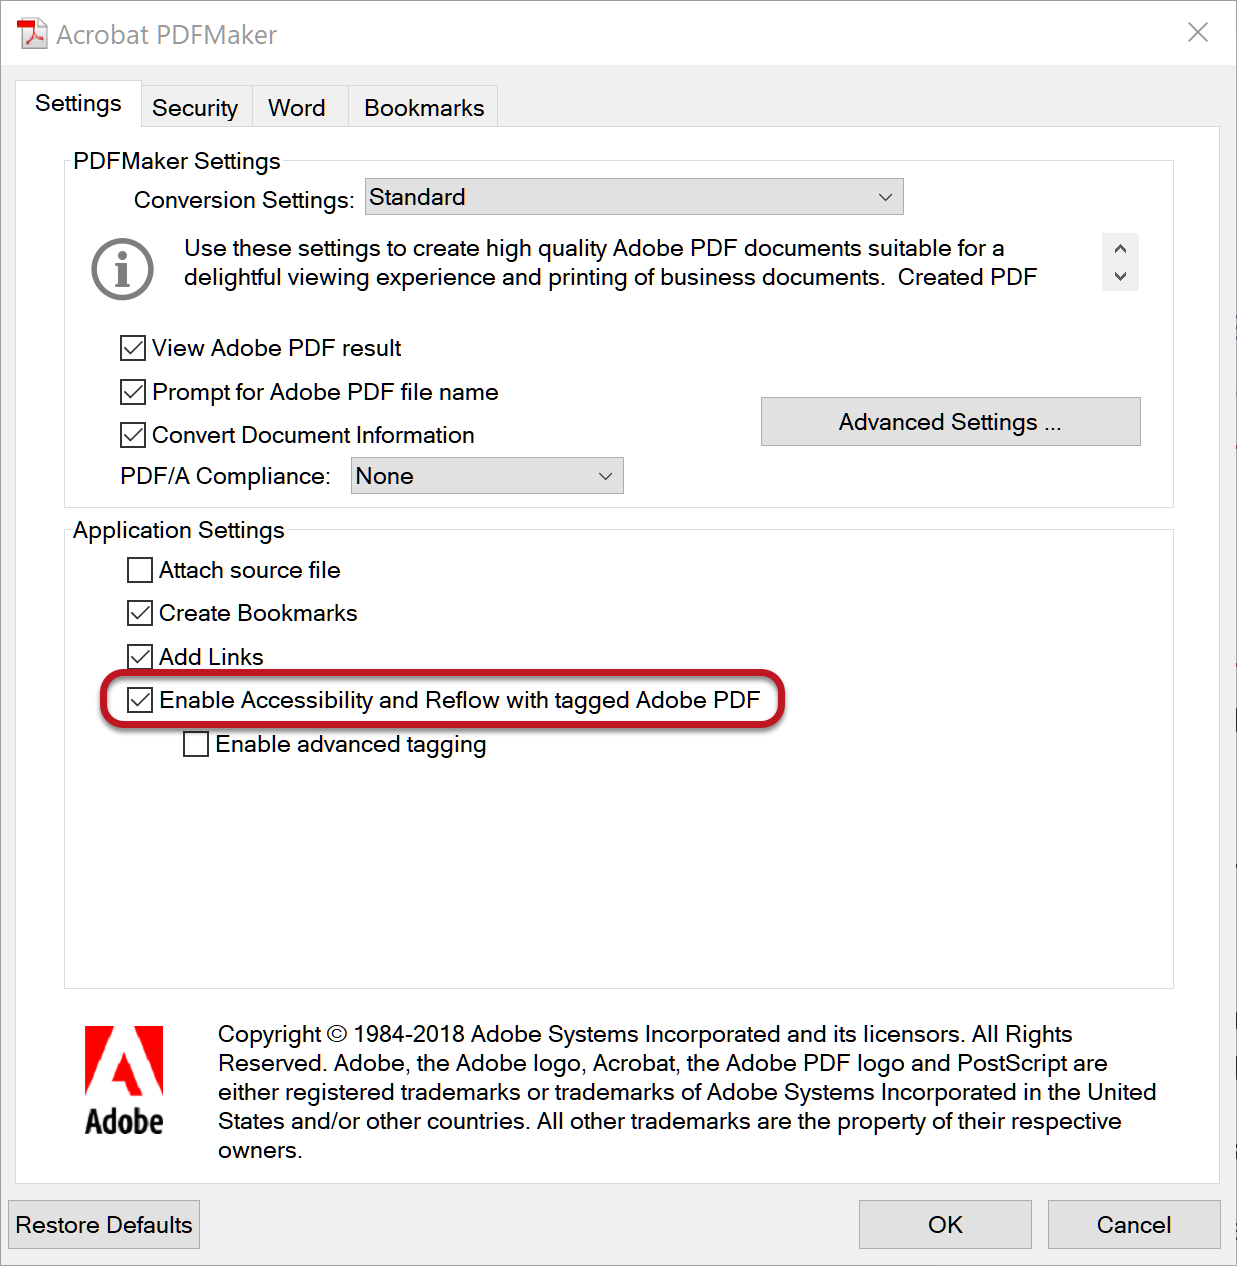 Acrobat PDFMaker
Settings
Security
Word
Bookmarks
PDFMaker Settings
Conversion Settings:
Standard
Use these settings to create high quality Adobe PDF documents suitable for a
delightful viewing experience and printing of business documents.  Created PDF
View Adobe PDF result
Prompt for Adobe PDF file name
Convert Document Information
Advanced Settings ...
PDF/A Compliance:
None
Application Settings
Attach source file
Create Bookmarks
Add Links
Enable Accessibility and Reflow with tagged Adobe PDF
Enable advanced tagging
Adobe
Copyright © 1984-2018 Adobe Systems Incorporated and its licensors. All Rights
Reserved. Adobe, the Adobe logo, Acrobat, the Adobe PDF logo and PostScript are
either registered trademarks or trademarks of Adobe Systems Incorporated in the United
States and/or other countries. All other trademarks are the property of their respective
owners.
Restore Defaults
OK
Cancel